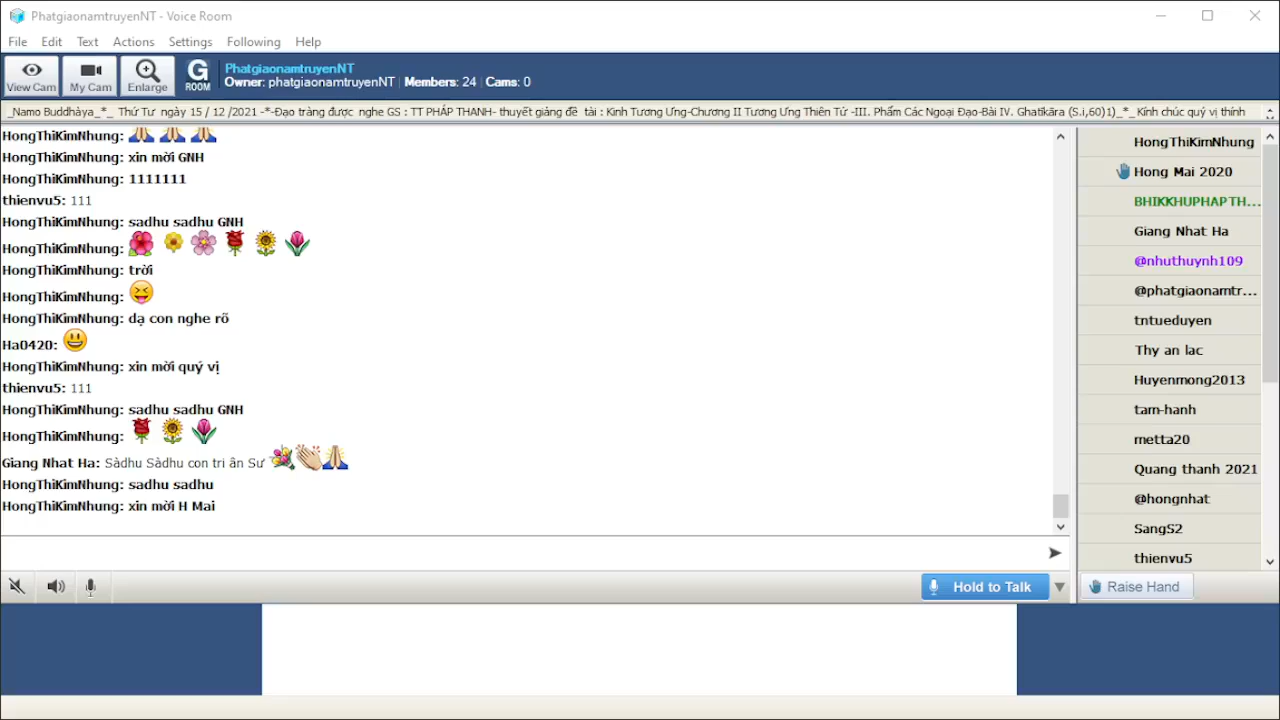 PhatgiaonamtruyenNT - Voice Room
File Edit Text Actions Settings Following Help
View Cam My Cam Enlarge G ROOM
PhatgiaonamtruyenNT
Owner: phatgiaonamtruyenNT | Members: 24 | Cams: 0
_Namo Buddhàya_*_ Thứ Tư ngày 15 / 12 /2021 -*-Đạo tràng được nghe GS : TT PHÁP THANH- thuyết giảng đề tài : Kinh Tương Ưng-Chương II Tương Ưng Thiên Tử -III. Phẩm Các Ngoại Đạo-Bài IV. Ghatikāra (S.i,60)1)_*_Kính chúc quý vị thính
HongThiKimNhung:
HongThiKimNhung: xin mời GNH
HongThiKimNhung: 1111111
thienvu5: 111
HongThiKimNhung: sadhu sadhu GNH
HongThiKimNhung:
HongThiKimNhung: trời
HongThiKimNhung:
HongThiKimNhung: dạ con nghe rõ
Ha0420:
HongThiKimNhung: xin mời quý vị
thienvu5: 111
HongThiKimNhung: sadhu sadhu GNH
HongThiKimNhung:
Giang Nhat Ha: Sàdhu Sàdhu con tri ân Sư
HongThiKimNhung: sadhu sadhu
HongThiKimNhung: xin mời H Mai
HongThiKimNhung
Hong Mai 2020
BHIKKHUPHAPTH...
Giang Nhat Ha
@nhuthuynh109
@phatgiaonamtr...
tntueduyen
Thy an lac
Huyenmong2013
tam-hanh
metta20
Quang thanh 2021
@hongnhat
SangS2
thienvu5
Hold to Talk
Raise Hand